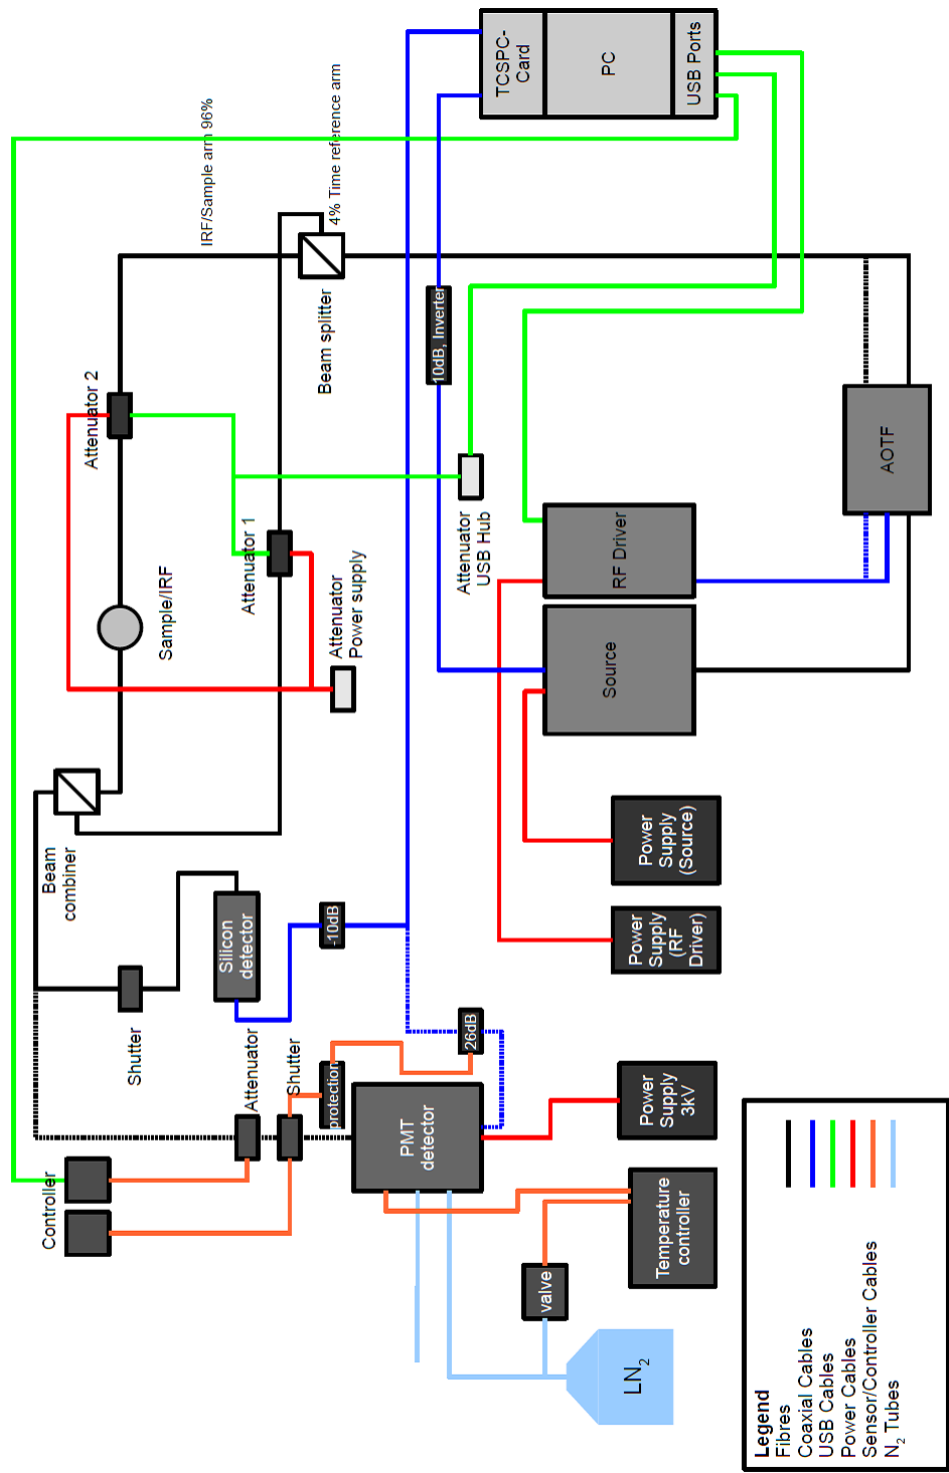 Controller
Shutter
Beam
combiner
Sample/IRF
Attenuator 2
IRF/Sample arm 96%
4% Time reference arm
Beam splitter
Attenuator 1
Attenuator
Power supply
Silicon
detector
Attenuator
Shutter
protection
-10dB
26dB
PMT
detector
10dB, Inverter
Attenuator
USB Hub
TCSPC-
Card
PC
USB Ports
RF Driver
Source
AOTF
Power
Supply
(Source)
Power
Supply
(RF
Driver)
Power
Supply
3kV
Temperature
controller
valve
LN₂
Legend
Fibres
Coaxial Cables
USB Cables
Power Cables
Sensor/Controller Cables
N₂ Tubes